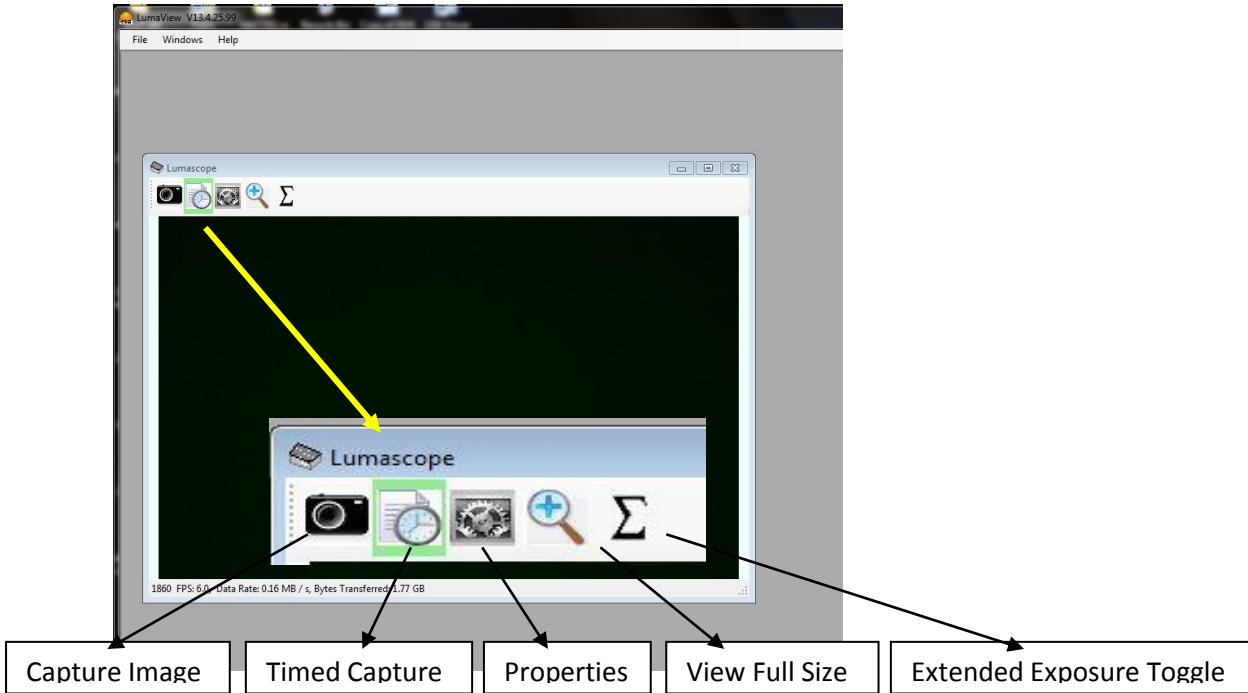 LumaView V13.4.25.99
File Windows Help
Lumascope
Σ
Lumascope
Σ
1860 FPS: 6.0, Data Rate: 0.16 MB / s, Bytes Transferred: 1.77 GB
Capture Image
Timed Capture
Properties
View Full Size
Extended Exposure Toggle